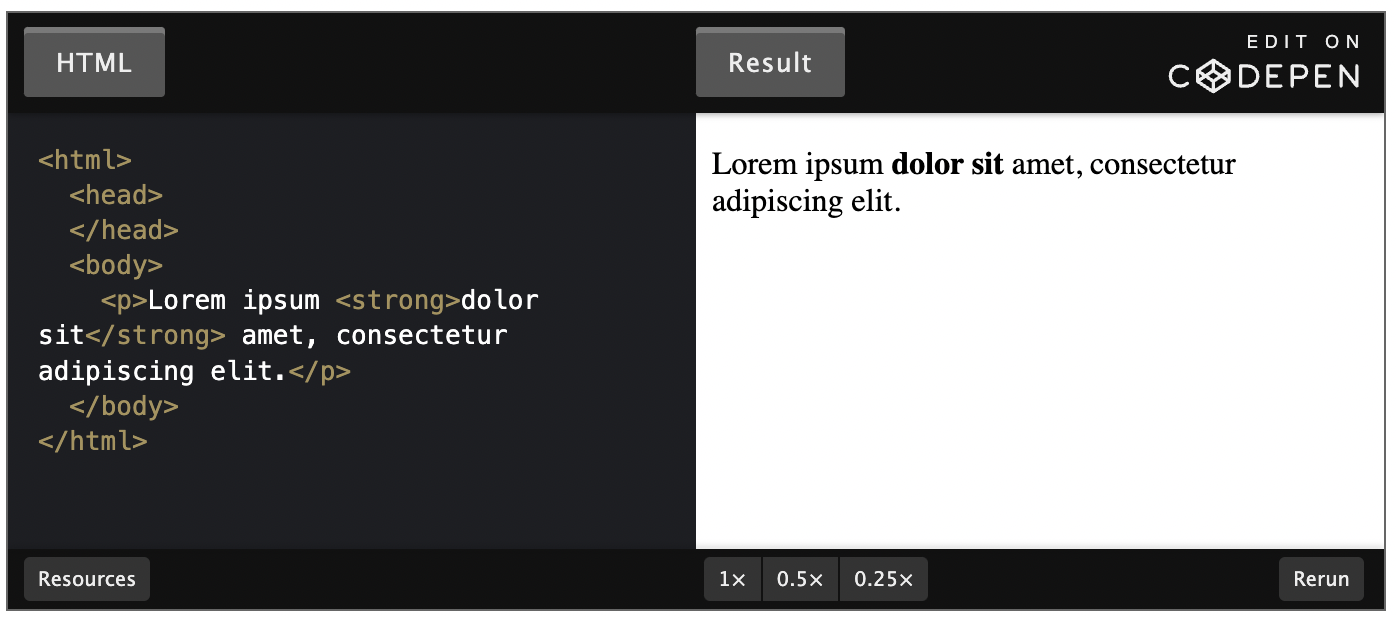 HTML
Result
EDIT ON
CODEPEN
<html>
  <head>
  </head>
  <body>
    <p>Lorem ipsum <strong>dolor
sit</strong> amet, consectetur
adipiscing elit.</p>
  </body>
</html>
Lorem ipsum dolor sit amet, consectetur
adipiscing elit.
Resources
1×
0.5×
0.25×
Rerun